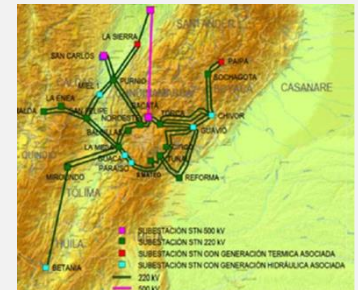 SANTANDER
LA SIERRA
SAN CARLOS
PAIPA
SOCHAGOTA
CASANARE
PURNIO
MIEL I
LA ENEA
SAN FELIPE
BACATÁ
NOROESTE
CHIVOR
GUAVIO
LA MESA
PARAISO
REFORMA
MIROLINDO
TOLIMA
HUILA
BETANIA
SUBESTACIÓN STN 500 kV
SUBESTACIÓN STN 220 kV
SUBESTACIÓN STN CON GENERACIÓN TERMICA ASOCIADA
SUBESTACIÓN STN CON GENERACIÓN HIDRÁULICA ASOCIADA
220 kV
500 kV